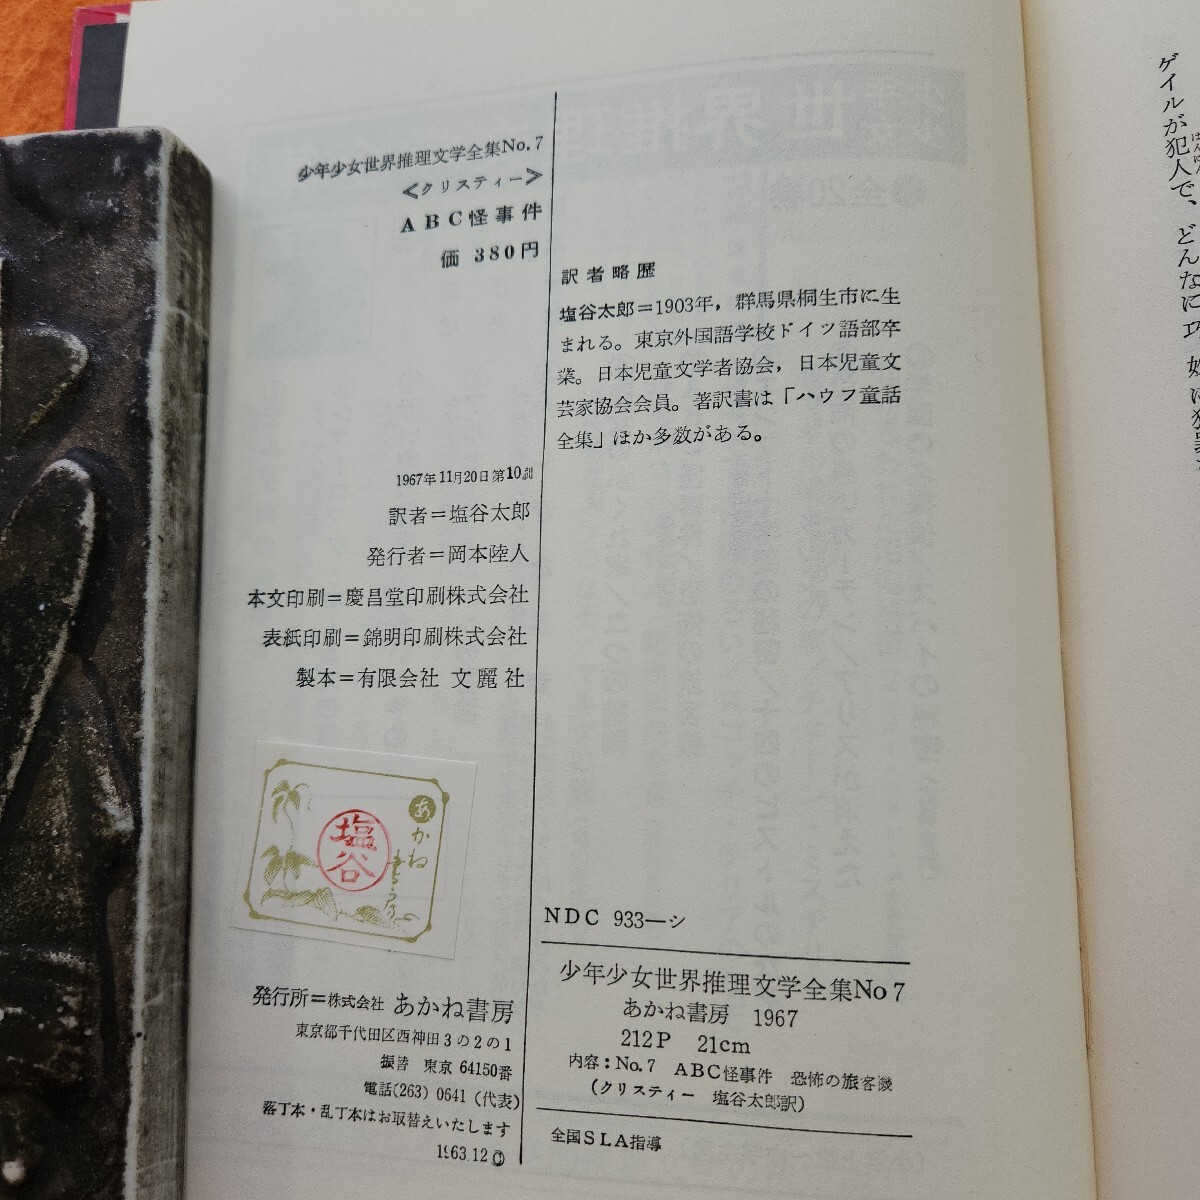 少年少女世界推理文学全集No.7
≪クリスティー≫
ABC怪事件
価 380円
1967年11月20日第10刷
訳者＝塩谷太郎
発行者＝岡本陸人
本文印刷＝慶昌堂印刷株式会社
表紙印刷＝錦明印刷株式会社
製本＝有限会社 文麗社
あかね書房
塩谷
発行所＝株式会社 あかね書房
東京都千代田区西神田3の2の1
振替 東京 64150番
電話(263) 0641 (代表)
落丁本・乱丁本はお取替えいたします
1963.12 ©
訳者略歴
塩谷太郎＝1903年，群馬県桐生市に生
まれる。東京外国語学校ドイツ語部卒
業。日本児童文学者協会，日本児童文
芸家協会会員。著訳書は「ハウフ童話
全集」ほか多数がある。
NDC 933―シ
少年少女世界推理文学全集No7
あかね書房 1967
212P 21cm
内容：No.7 ABC怪事件 恐怖の旅客機
(クリスティー 塩谷太郎訳)
全国SLA指導
ゲイルが犯人で、どんなに巧妙に